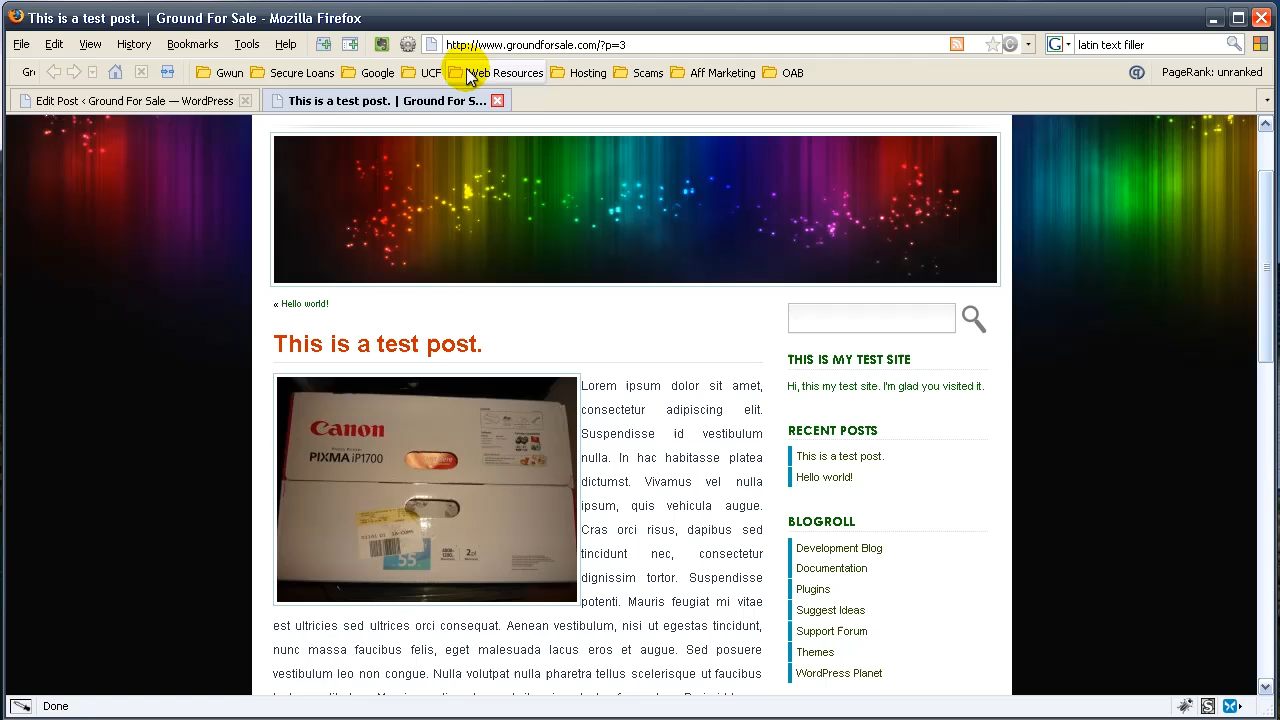 This is a test post. | Ground For Sale - Mozilla Firefox
File Edit View History Bookmarks Tools Help http://www.groundforsale.com/?p=3 latin text filler
Gr Gwun Secure Loans Google UCF Web Resources Hosting Scams Aff Marketing OAB PageRank: unranked
Edit Post ‹ Ground For Sale — WordPress This is a test post. | Ground For S...
« Hello world!
This is a test post.
Canon
PIXMA iP1700
55
2pl
Lorem ipsum dolor sit amet,
consectetur adipiscing elit.
Suspendisse id vestibulum
nulla. In hac habitasse platea
dictumst. Vivamus vel nulla
ipsum, quis vehicula augue.
Cras orci risus, dapibus sed
tincidunt nec, consectetur
dignissim tortor. Suspendisse
potenti. Mauris feugiat mi vitae
est ultricies sed ultrices orci consequat. Aenean vestibulum, nisi ut egestas tincidunt,
nunc massa faucibus felis, eget malesuada lacus eros et augue. Sed posuere
vestibulum leo non congue. Nulla volutpat nulla pharetra tellus scelerisque ut faucibus
THIS IS MY TEST SITE
Hi, this my test site. I'm glad you visited it.
RECENT POSTS
This is a test post.
Hello world!
BLOGROLL
Development Blog
Documentation
Plugins
Suggest Ideas
Support Forum
Themes
WordPress Planet
Done